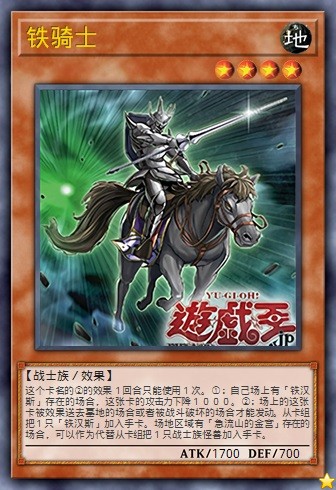 铁骑士
地
YU-GI-OH!
遊戯王
JP
【战士族／效果】
这个卡名的②的效果１回合只能使用１次。①：自己场上有「铁汉
斯」存在的场合，这张卡的攻击力下降１０００。②：场上的这张
卡被效果送去墓地的场合或者被战斗破坏的场合才能发动。从卡组
把１只「铁汉斯」加入手卡。场地区域有「急流山的金宫」存在的
场合，可以作为代替从卡组把１只战士族怪兽加入手卡。
ATK/1700 DEF/700